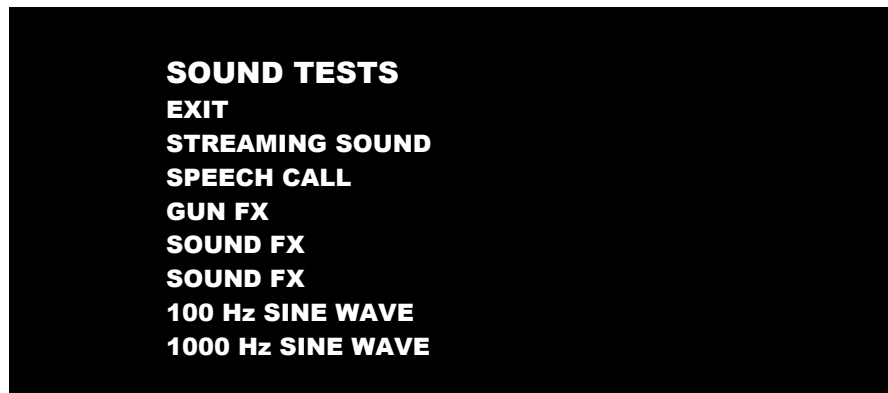 SOUND TESTS
EXIT
STREAMING SOUND
SPEECH CALL
GUN FX
SOUND FX
SOUND FX
100 Hz SINE WAVE
1000 Hz SINE WAVE